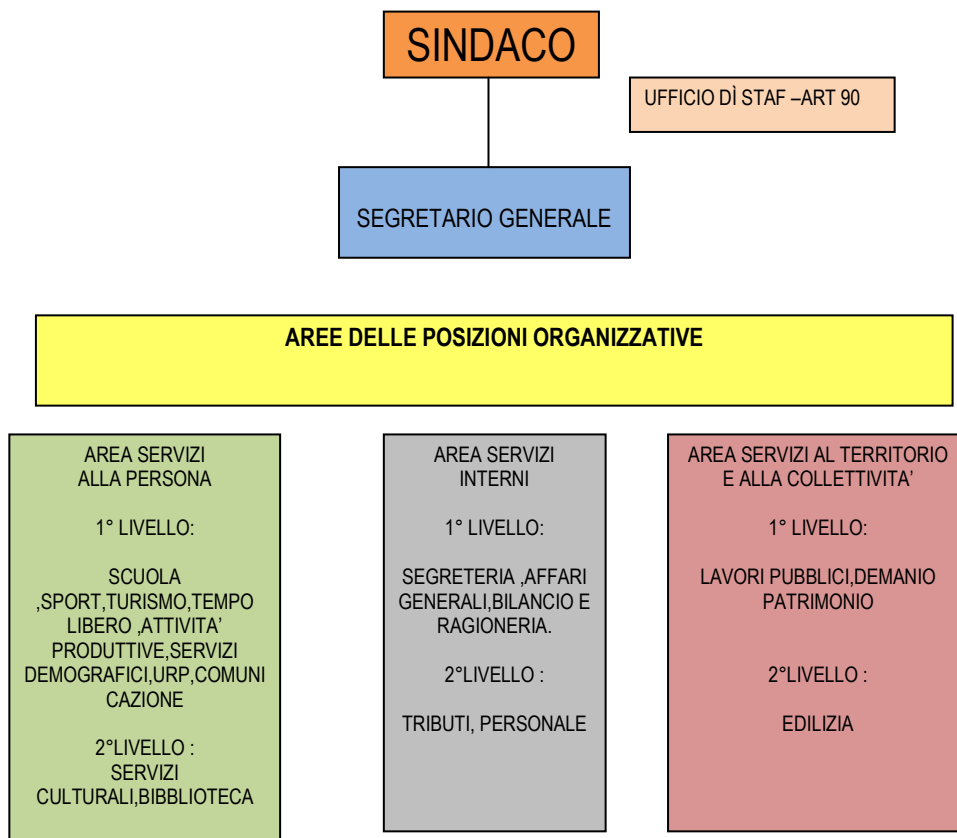 SINDACO
UFFICIO DÌ STAF –ART 90
SEGRETARIO GENERALE
AREE DELLE POSIZIONI ORGANIZZATIVE
AREA SERVIZI
ALLA PERSONA
1° LIVELLO:
SCUOLA
,SPORT,TURISMO,TEMPO
LIBERO ,ATTIVITA’
PRODUTTIVE,SERVIZI
DEMOGRAFICI,URP,COMUNI
CAZIONE
2°LIVELLO :
SERVIZI
CULTURALI,BIBBLIOTECA
AREA SERVIZI
INTERNI
1° LIVELLO:
SEGRETERIA ,AFFARI
GENERALI,BILANCIO E
RAGIONERIA.
2°LIVELLO :
TRIBUTI, PERSONALE
AREA SERVIZI AL TERRITORIO
E ALLA COLLETTIVITA’
1° LIVELLO:
LAVORI PUBBLICI,DEMANIO
PATRIMONIO
2°LIVELLO :
EDILIZIA